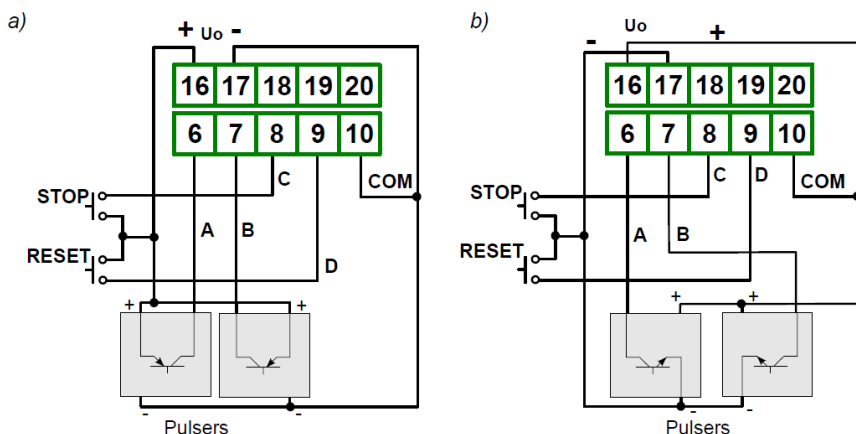 a)
+ Uo -
16 17 18 19 20
6 7 8 9 10
C
COM
STOP
A B
RESET
D
+ +
- -
Pulsers
b)
Uo +
-
16 17 18 19 20
6 7 8 9 10
C D
COM
STOP
A B
RESET
+ +
- -
Pulsers